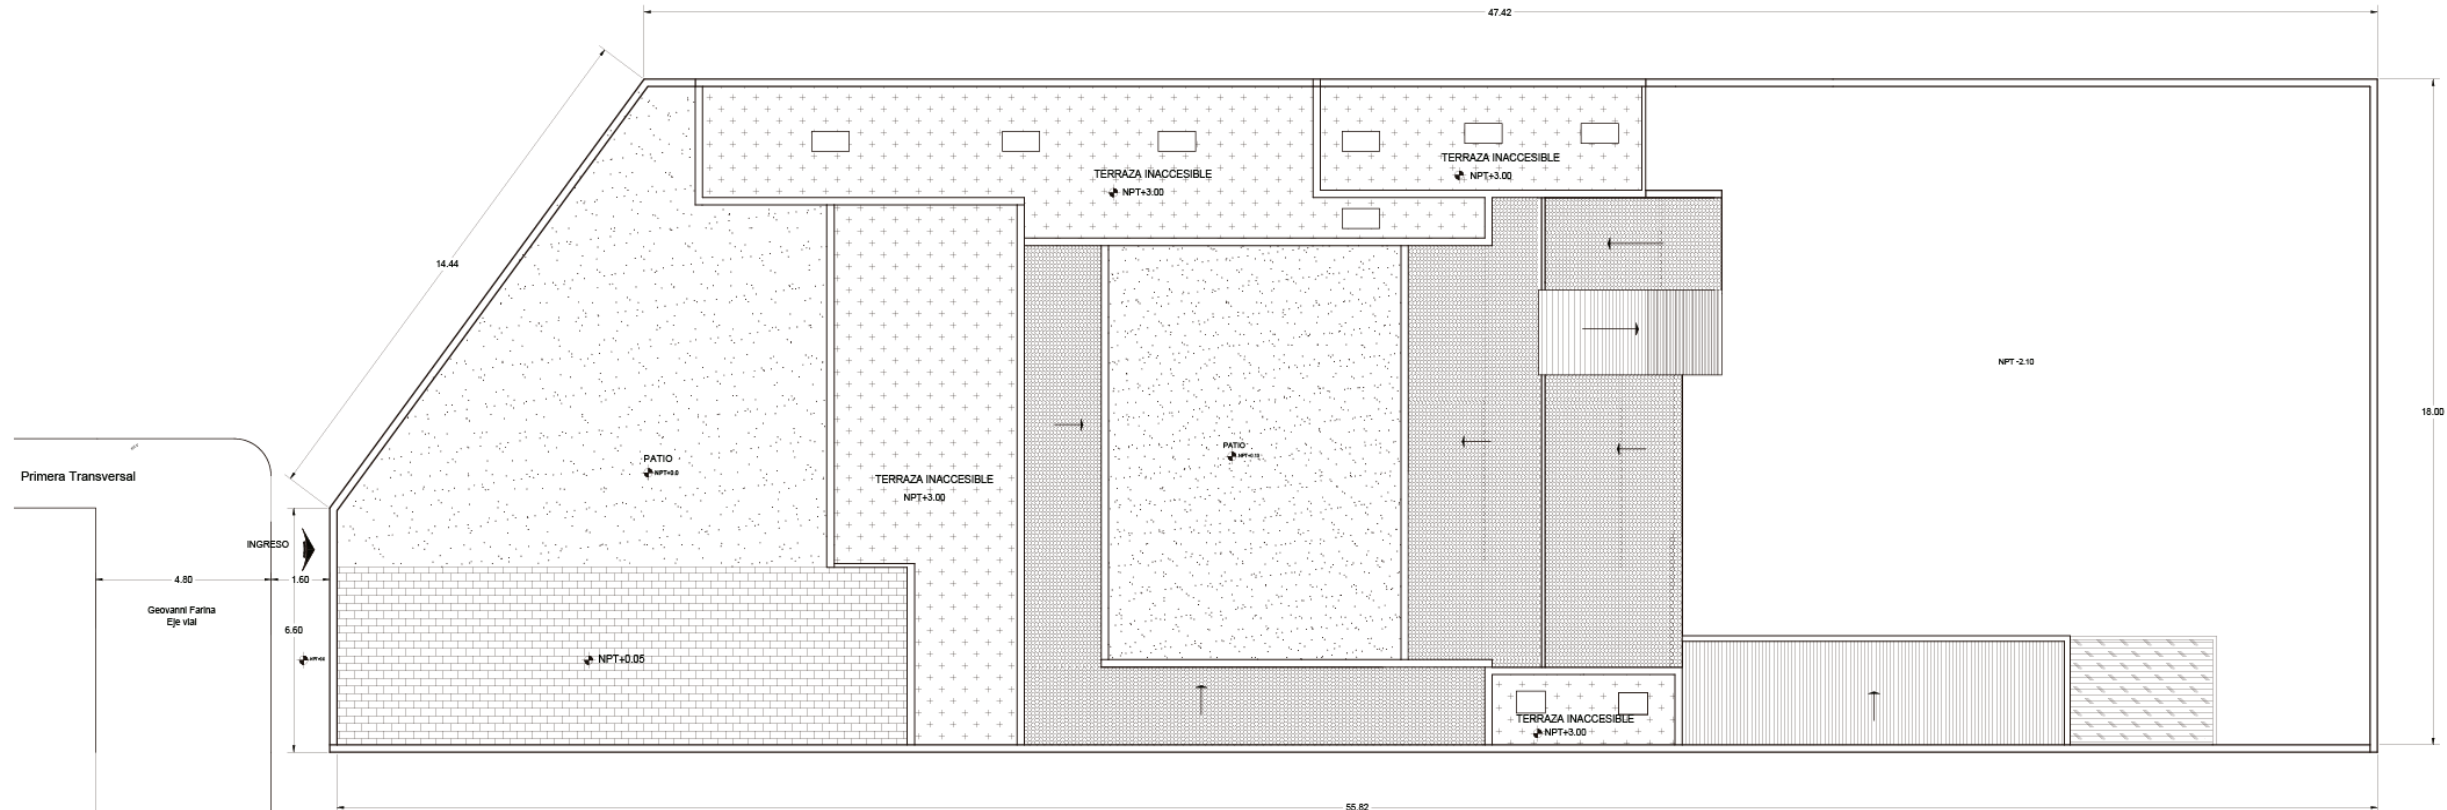 47.42
TERRAZA INACCESIBLE
NPT+3.00
TERRAZA INACCESIBLE
NPT+3.00
14.44
NPT -2.10
18.00
PATIO
PATIO
Primera Transversal
TERRAZA INACCESIBLE
NPT+3.00
INGRESO
4.80
1.60
Geovanni Farina
Eje vial
6.60
NPT+0.05
TERRAZA INACCESIBLE
NPT+3.00
55.82